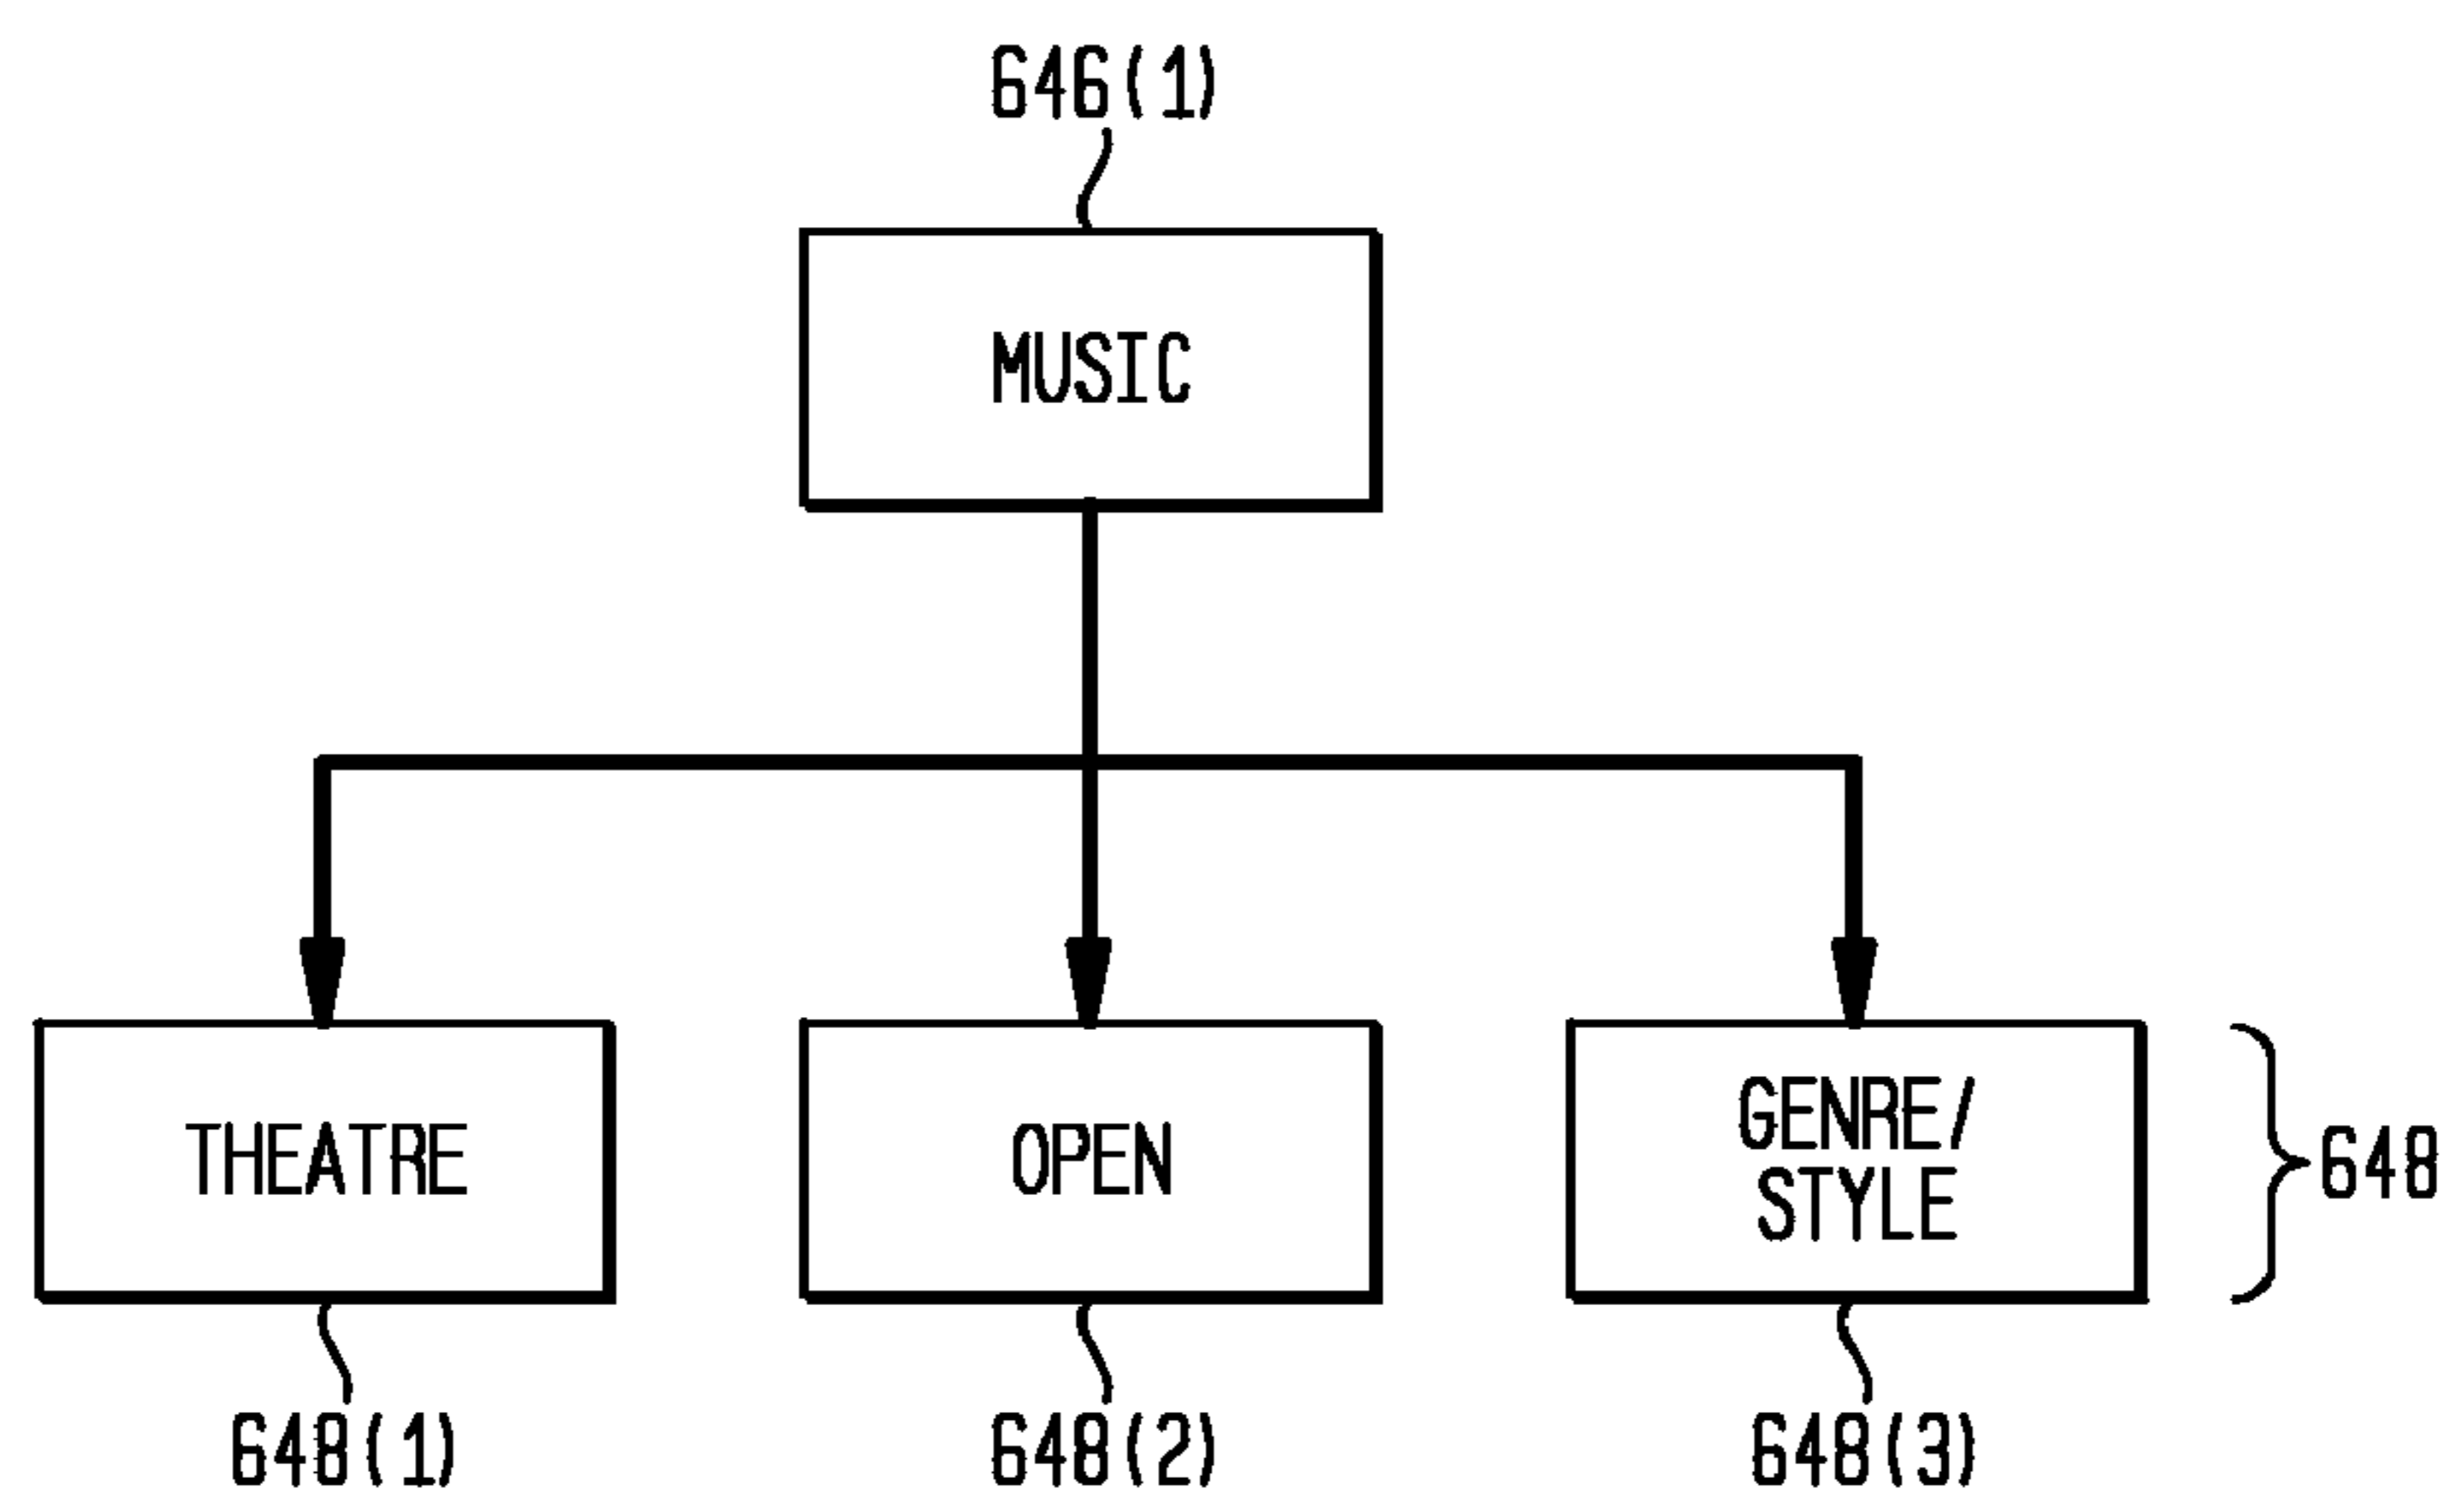 646(1)
MUSIC
THEATRE
OPEN
GENRE/
STYLE
648
648(1)
648(2)
648(3)